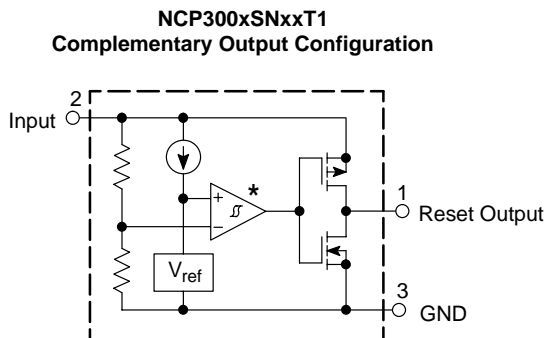 NCP300xSNxxT1
Complementary Output Configuration
2
Input
*
+
1
Reset Output
−
Vref
3
GND